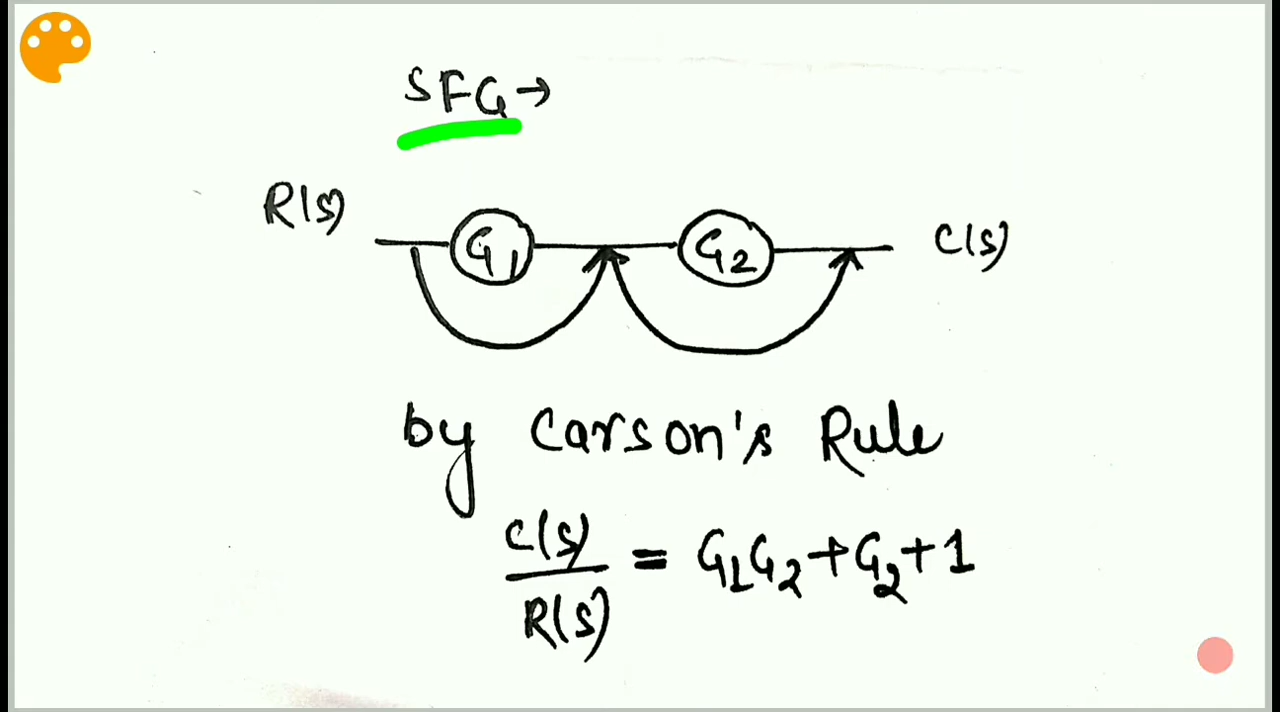 SFG →
R(s) G1 G2 C(s)
by Carson's Rule
C(s)
R(s) = G1G2+G2+1